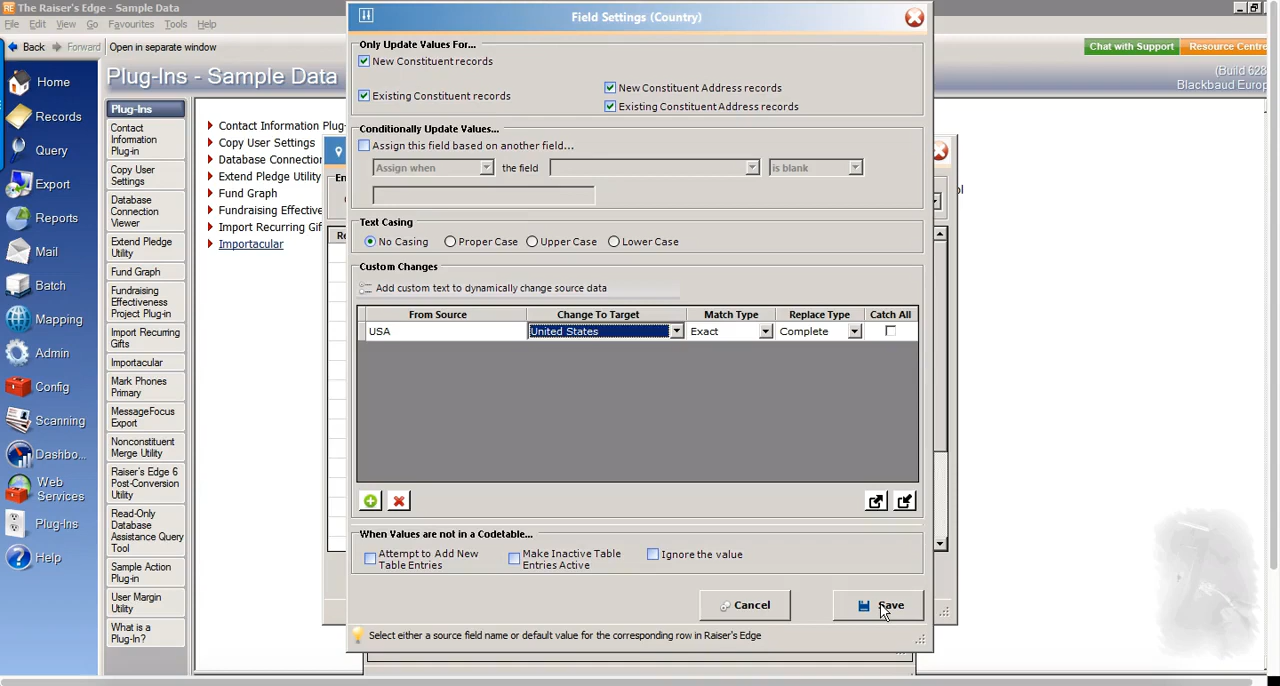 The Raiser's Edge - Sample Data
File Edit View Go Favourites Tools Help
Back Forward Open in separate window
Chat with Support
Resource Centre
Plug-Ins - Sample Data
(Build 628
Blackbaud Europ
Home
Records
Query
Export
Reports
Mail
Batch
Mapping
Admin
Config
Scanning
Dashbo...
Web
Services
Plug-Ins
Help
Plug-Ins
Contact
Information
Plug-in
Copy User
Settings
Database
Connection
Viewer
Extend Pledge
Utility
Fund Graph
Fundraising
Effectiveness
Project Plug-in
Import Recurring
Gifts
Importacular
Mark Phones
Primary
MessageFocus
Export
Nonconstituent
Merge Utility
Raiser's Edge 6
Post-Conversion
Utility
Read-Only
Database
Assistance Query
Tool
Sample Action
Plug-in
User Margin
Utility
What is a
Plug-In?
Contact Information Plug-
Copy User Settings
Database Connection
Extend Pledge Utility
Fund Graph
Fundraising Effective
Import Recurring Gif
Importacular
Field Settings (Country)
Only Update Values For...
New Constituent records
Existing Constituent records
New Constituent Address records
Existing Constituent Address records
Conditionally Update Values...
Assign this field based on another field...
Assign when the field is blank
Text Casing
No Casing Proper Case Upper Case Lower Case
Custom Changes
Add custom text to dynamically change source data
From Source Change To Target Match Type Replace Type Catch All
USA United States Exact Complete
When Values are not in a Codetable...
Attempt to Add New
Table Entries
Make Inactive Table
Entries Active
Ignore the value
Cancel Save
Select either a source field name or default value for the corresponding row in Raiser's Edge